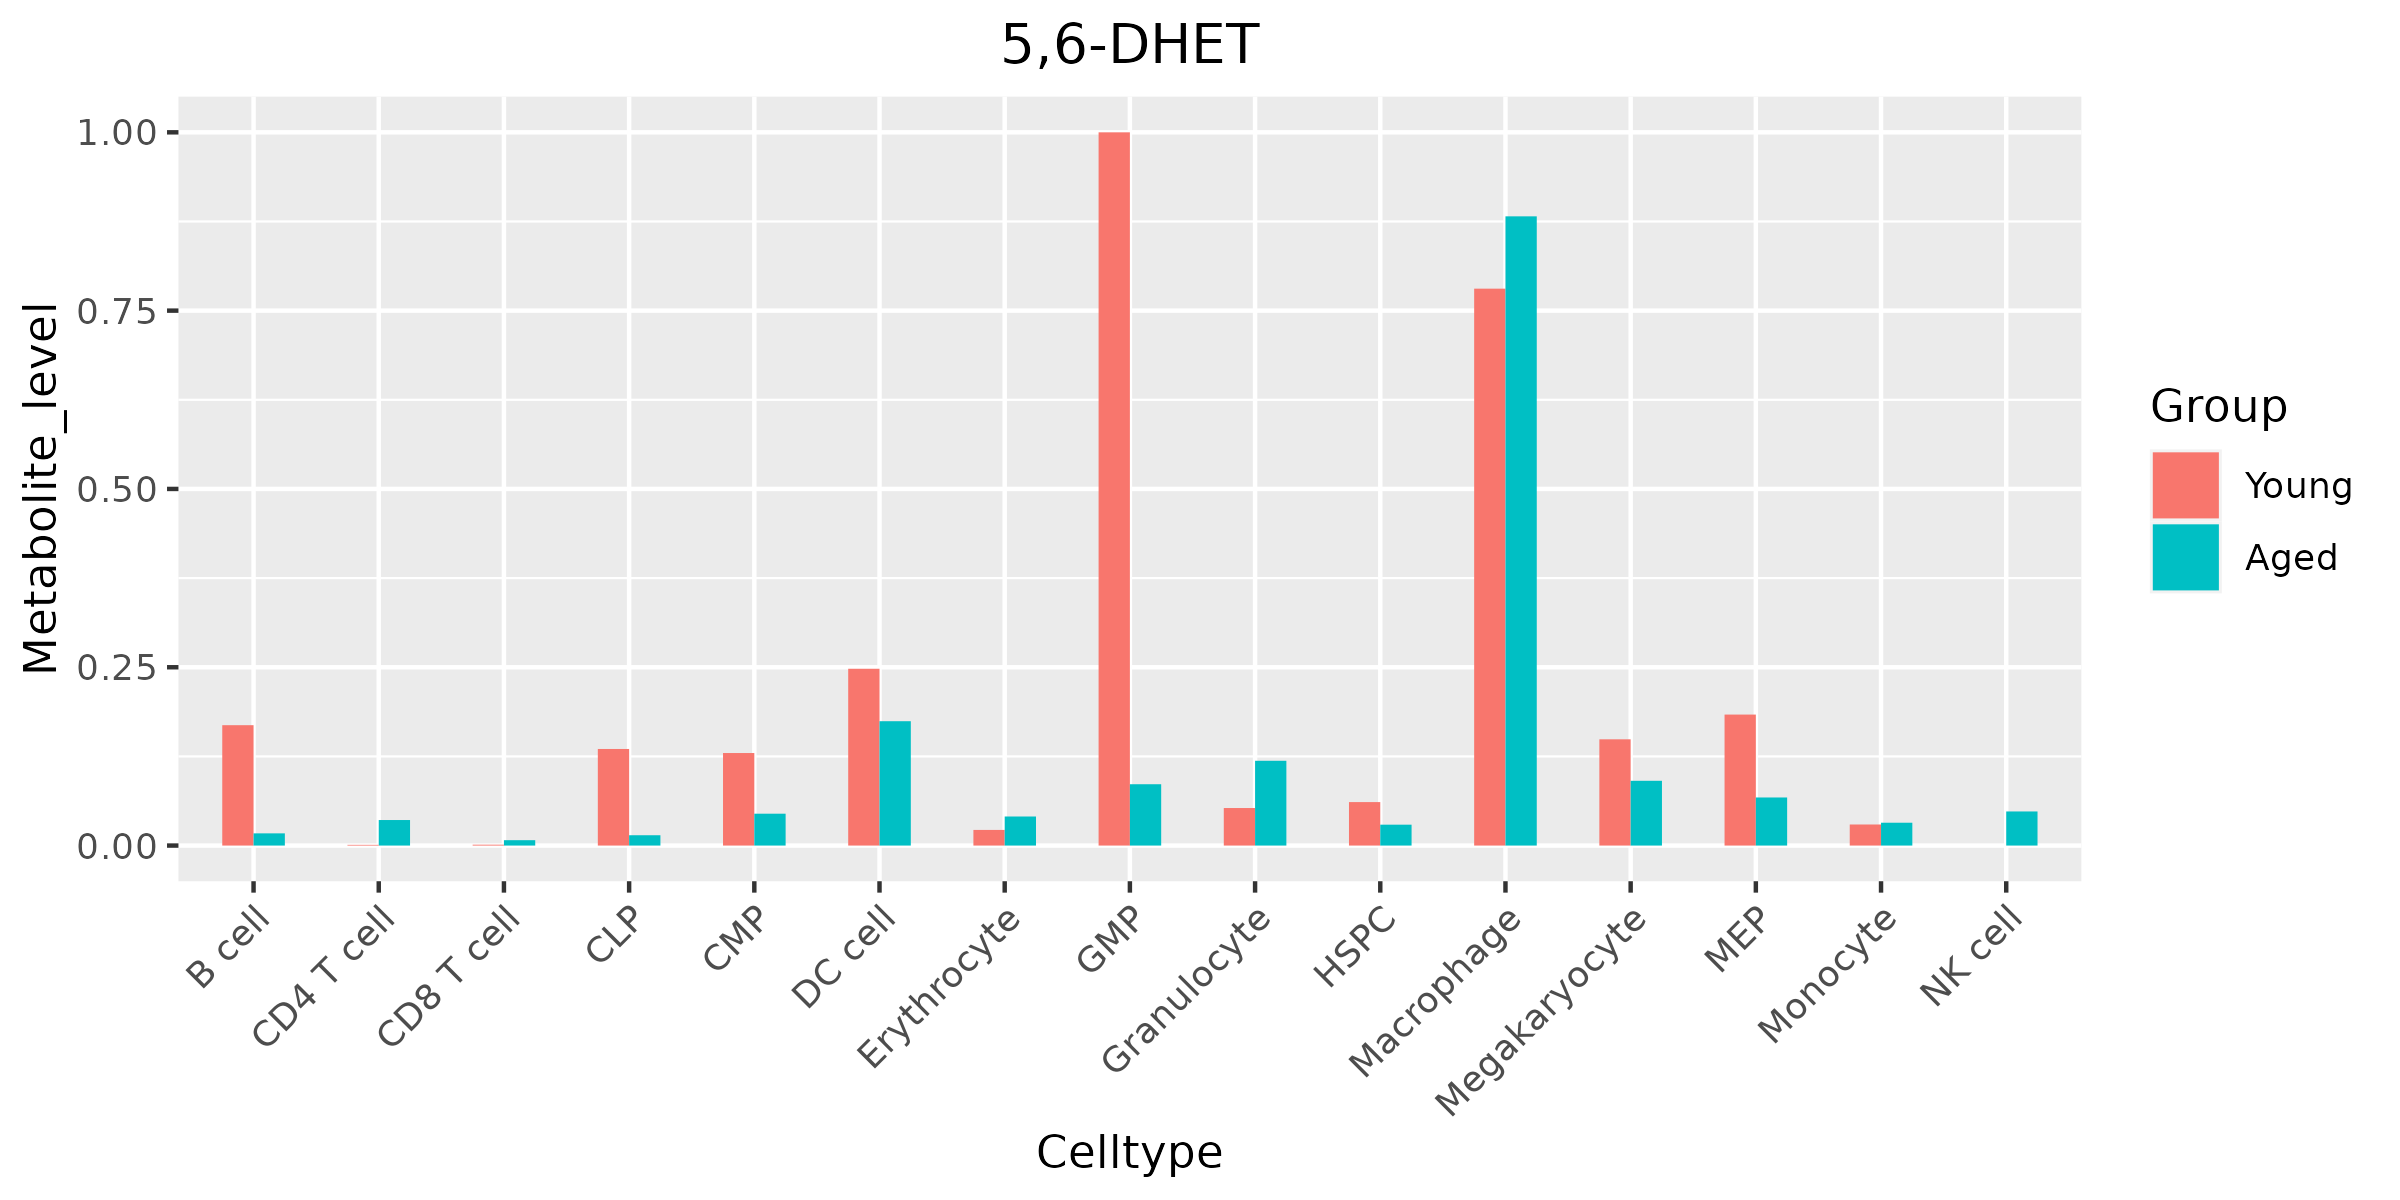 5,6-DHET
Metabolite_level
1.00
0.75
0.50
0.25
0.00
B cell
CD4 T cell
CD8 T cell
CLP
CMP
DC cell
Erythrocyte
GMP
Granulocyte
HSPC
Macrophage
Megakaryocyte
MEP
Monocyte
NK cell
Celltype
Group
Young
Aged